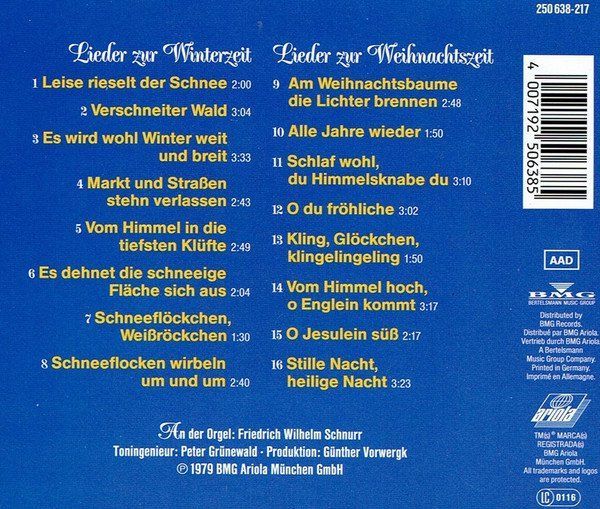 250 638-217
Lieder zur Winterzeit
1 Leise rieselt der Schnee 2:00
2 Verschneiter Wald 3:04
3 Es wird wohl Winter weit
und breit 3:33
4 Markt und Straßen
stehn verlassen 2:43
5 Vom Himmel in die
tiefsten Klüfte 2:49
6 Es dehnet die schneeige
Fläche sich aus 2:04
7 Schneeflöckchen,
Weißröckchen 1:30
8 Schneeflocken wirbeln
um und um 2:40
Lieder zur Weihnachtszeit
9 Am Weihnachtsbaume
die Lichter brennen 2:48
10 Alle Jahre wieder 1:50
11 Schlaf wohl,
du Himmelsknabe du 3:10
12 O du fröhliche 3:02
13 Kling, Glöckchen,
klingelingeling 1:50
14 Vom Himmel hoch,
o Englein kommt 3:17
15 O Jesulein süß 2:17
16 Stille Nacht,
heilige Nacht 3:23
An der Orgel: Friedrich Wilhelm Schnurr
Toningenieur: Peter Grünewald · Produktion: Günther Vorwergk
℗ 1979 BMG Ariola München GmbH
4 007192 506385
AAD
BMG
BERTELSMANN MUSIC GROUP
Distributed by
BMG Records.
Distribué par BMG Ariola.
Vertrieb durch BMG Ariola,
A Bertelsmann
Music Group Company.
Printed in Germany.
Imprimé en Allemagne.
ariola
TM(s) ® MARCA(s)
REGISTRADA(s)
BMG Ariola
München GmbH.
All trademarks and logos
are protected.
LC 0116